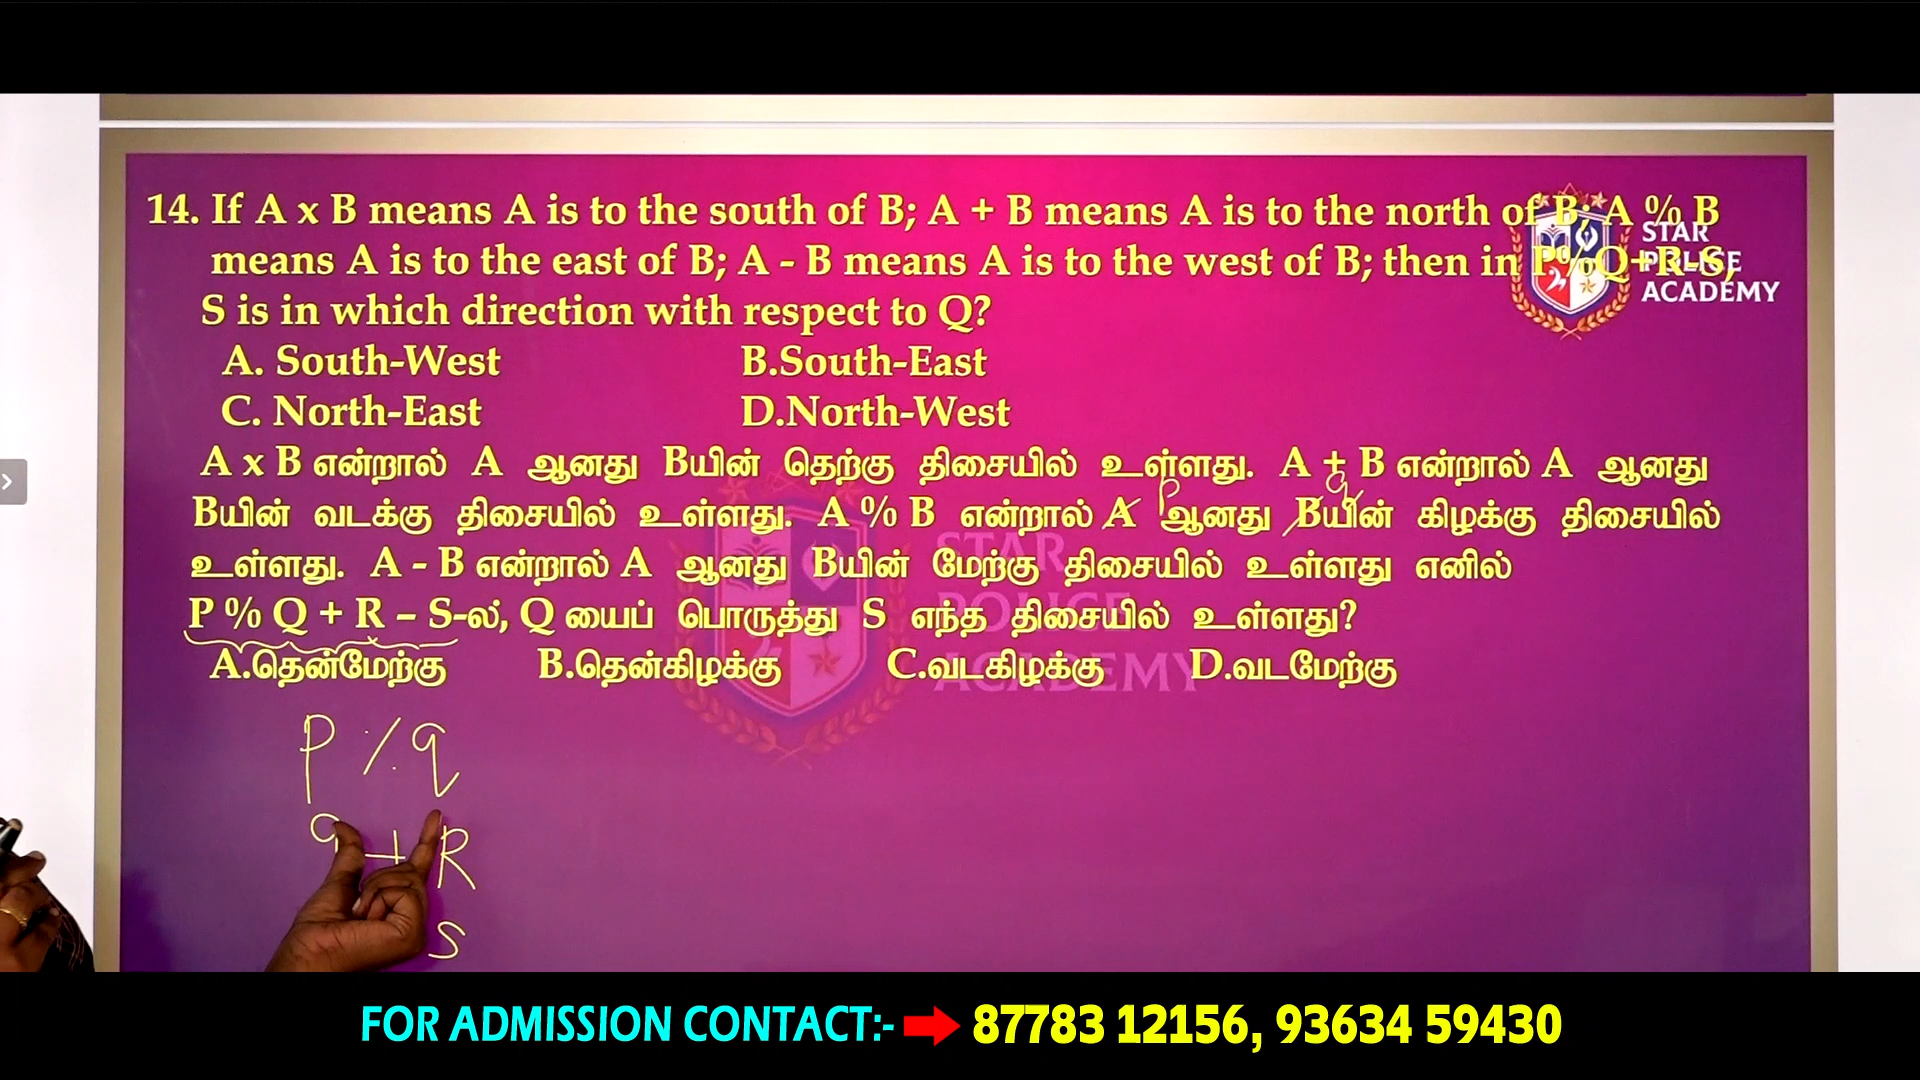 14. If A x B means A is to the south of B; A + B means A is to the north of B; A % B
means A is to the east of B; A - B means A is to the west of B; then in P%Q+R-S,
S is in which direction with respect to Q?
A. South-West B.South-East
C. North-East D.North-West
STAR
POLICE
ACADEMY
A x B என்றால் A ஆனது Bயின் தெற்கு திசையில் உள்ளது. A + B என்றால் A ஆனது
Bயின் வடக்கு திசையில் உள்ளது. A % B என்றால் A ஆனது Bயின் கிழக்கு திசையில்
உள்ளது. A - B என்றால் A ஆனது Bயின் மேற்கு திசையில் உள்ளது எனில்
P % Q + R – S-ல், Q யைப் பொருத்து S எந்த திசையில் உள்ளது?
A.தென்மேற்கு B.தென்கிழக்கு C.வடகிழக்கு D.வடமேற்கு
STAR
POLICE
ACADEMY
P % q
q + R
S
FOR ADMISSION CONTACT:- 87783 12156, 93634 59430